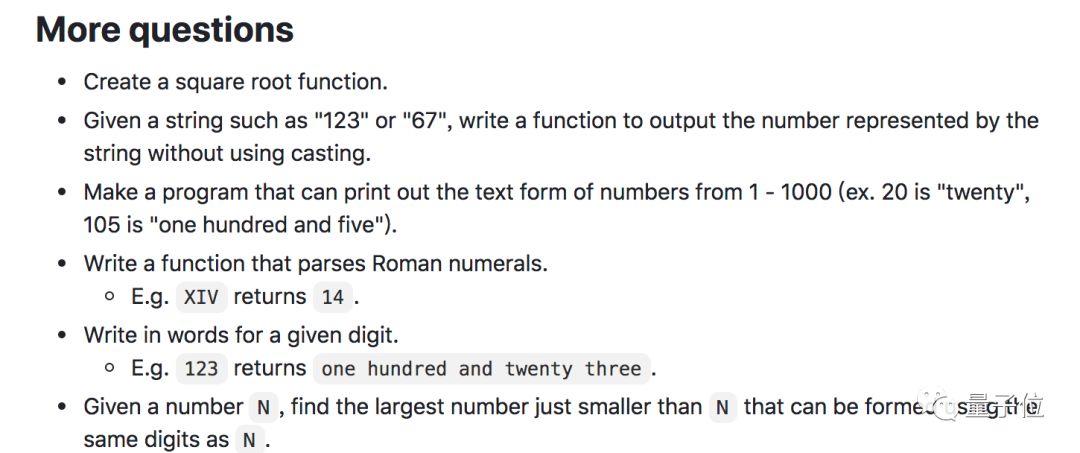 More questions
• Create a square root function.
• Given a string such as "123" or "67", write a function to output the number represented by the
string without using casting.
• Make a program that can print out the text form of numbers from 1 - 1000 (ex. 20 is "twenty",
105 is "one hundred and five").
• Write a function that parses Roman numerals.
○ E.g. XIV returns 14 .
• Write in words for a given digit.
○ E.g. 123 returns one hundred and twenty three .
• Given a number N , find the largest number just smaller than N that can be formed using the
same digits as N .
量子位